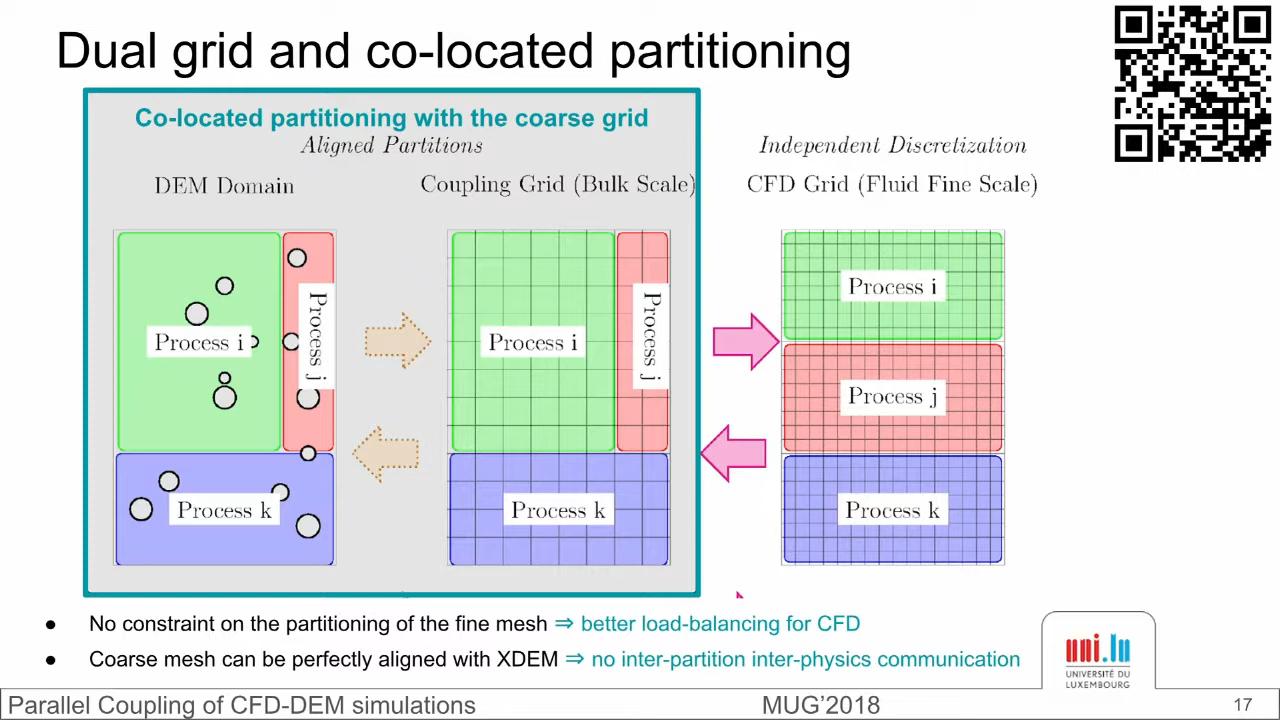 Dual grid and co-located partitioning
Co-located partitioning with the coarse grid
Aligned Partitions
Independent Discretization
DEM Domain
Coupling Grid (Bulk Scale)
CFD Grid (Fluid Fine Scale)
Process i
Process j
Process k
Process i
Process j
Process k
Process i
Process j
Process k
● No constraint on the partitioning of the fine mesh ⇒ better load-balancing for CFD
● Coarse mesh can be perfectly aligned with XDEM ⇒ no inter-partition inter-physics communication
uni.lu
UNIVERSITÉ DU
LUXEMBOURG
Parallel Coupling of CFD-DEM simulations
MUG’2018
17